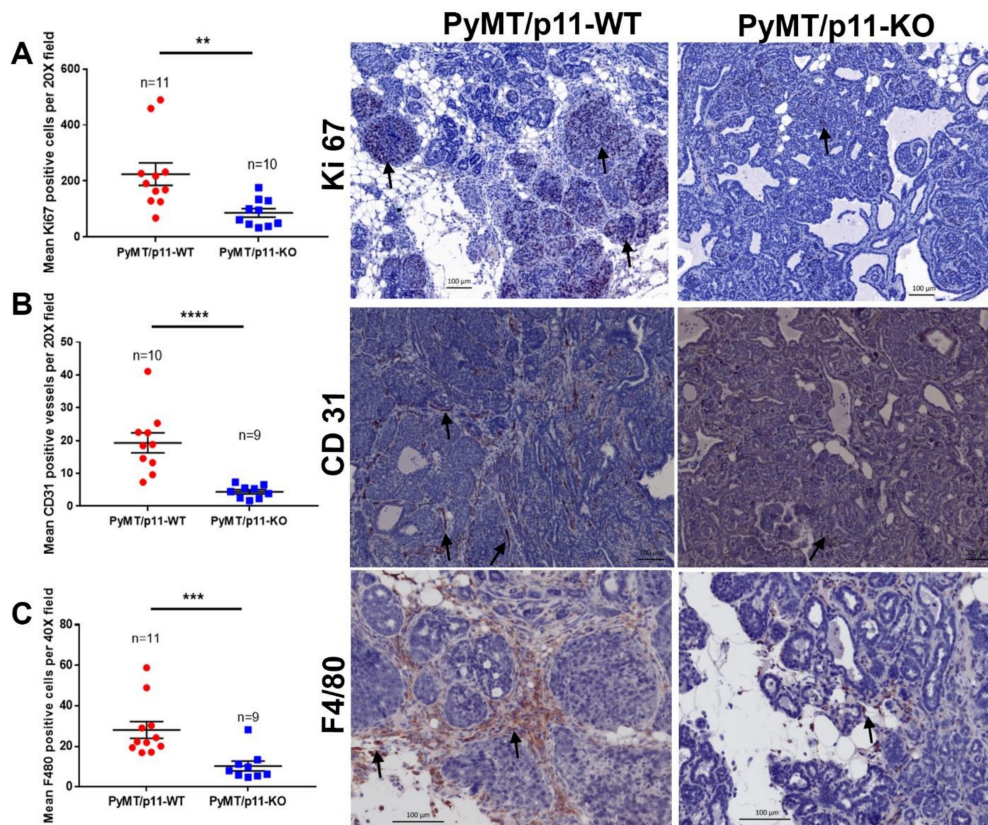 PyMT/p11-WT PyMT/p11-KO
A
**
Mean Ki67 positive cells per 20X field
600
400
200
0
n=11
n=10
PyMT/p11-WT PyMT/p11-KO
Ki 67
100 µm
100 µm
B
****
Mean CD31 positive vessels per 20X field
50
40
30
20
10
0
n=10
n=9
PyMT/p11-WT PyMT/p11-KO
CD 31
100 µm
100 µm
C
***
Mean F480 positive cells per 40X field
80
60
40
20
0
n=11
n=9
PyMT/p11-WT PyMT/p11-KO
F4/80
100 µm
100 µm